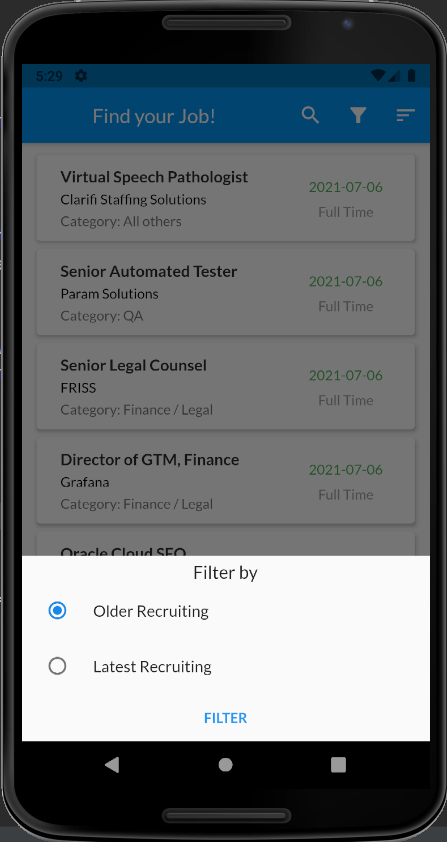 5:29
Find your Job!
Virtual Speech Pathologist
2021-07-06
Clarifi Staffing Solutions
Full Time
Category: All others
Senior Automated Tester
2021-07-06
Param Solutions
Full Time
Category: QA
Senior Legal Counsel
2021-07-06
FRISS
Full Time
Category: Finance / Legal
Director of GTM, Finance
2021-07-06
Grafana
Full Time
Category: Finance / Legal
Oracle Cloud SEO
Filter by
Older Recruiting
Latest Recruiting
FILTER